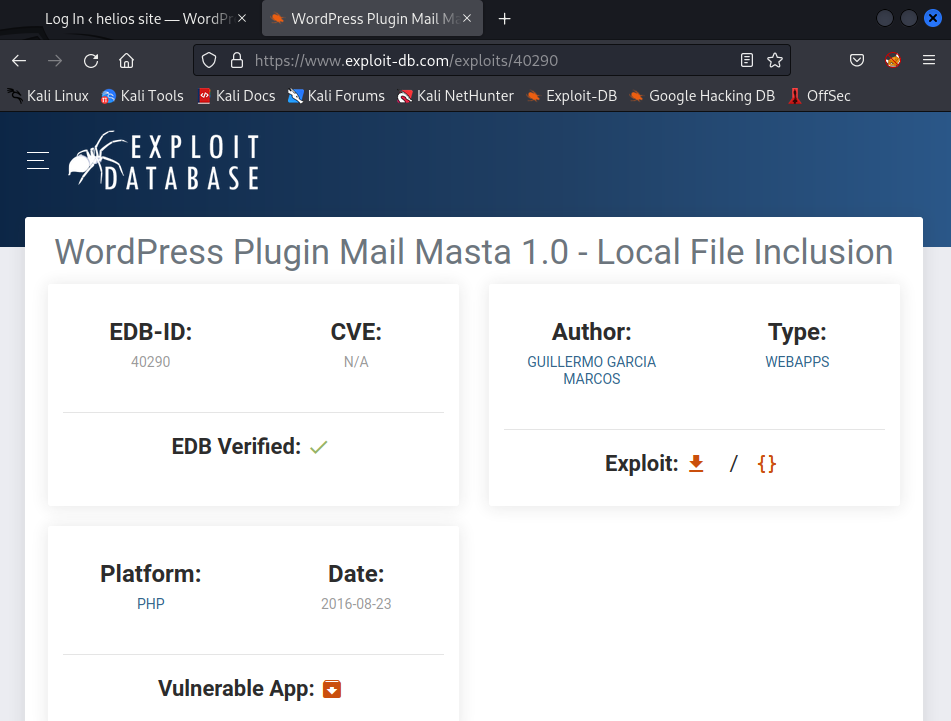 Log In ‹ helios site — WordPr
WordPress Plugin Mail Ma
https://www.exploit-db.com/exploits/40290
Kali Linux Kali Tools Kali Docs Kali Forums Kali NetHunter Exploit-DB Google Hacking DB OffSec
EXPLOIT
DATABASE
WordPress Plugin Mail Masta 1.0 - Local File Inclusion
EDB-ID: CVE:
40290 N/A
EDB Verified:
Author: Type:
GUILLERMO GARCIA WEBAPPS
MARCOS
Exploit: / {}
Platform: Date:
PHP 2016-08-23
Vulnerable App: